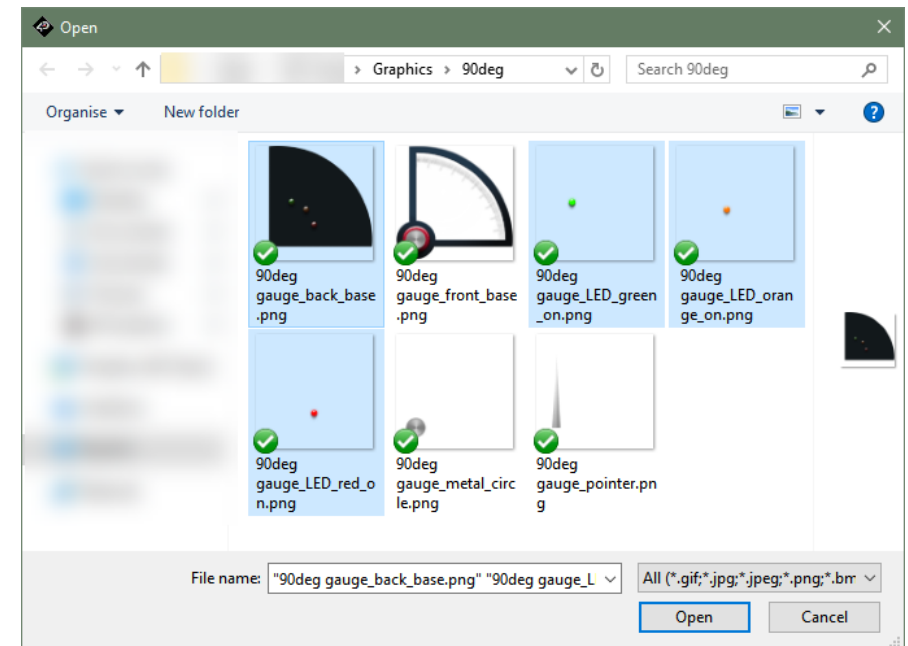 Open
Graphics > 90deg
Search 90deg
Organise
New folder
?
90deg
gauge_back_base
.png
90deg
gauge_front_base
.png
90deg
gauge_LED_green
_on.png
90deg
gauge_LED_oran
ge_on.png
90deg
gauge_LED_red_o
n.png
90deg
gauge_metal_circ
le.png
90deg
gauge_pointer.pn
g
File name:
"90deg gauge_back_base.png" "90deg gauge_L
All (*.gif;*.jpg;*.jpeg;*.png;*.bm
Open
Cancel